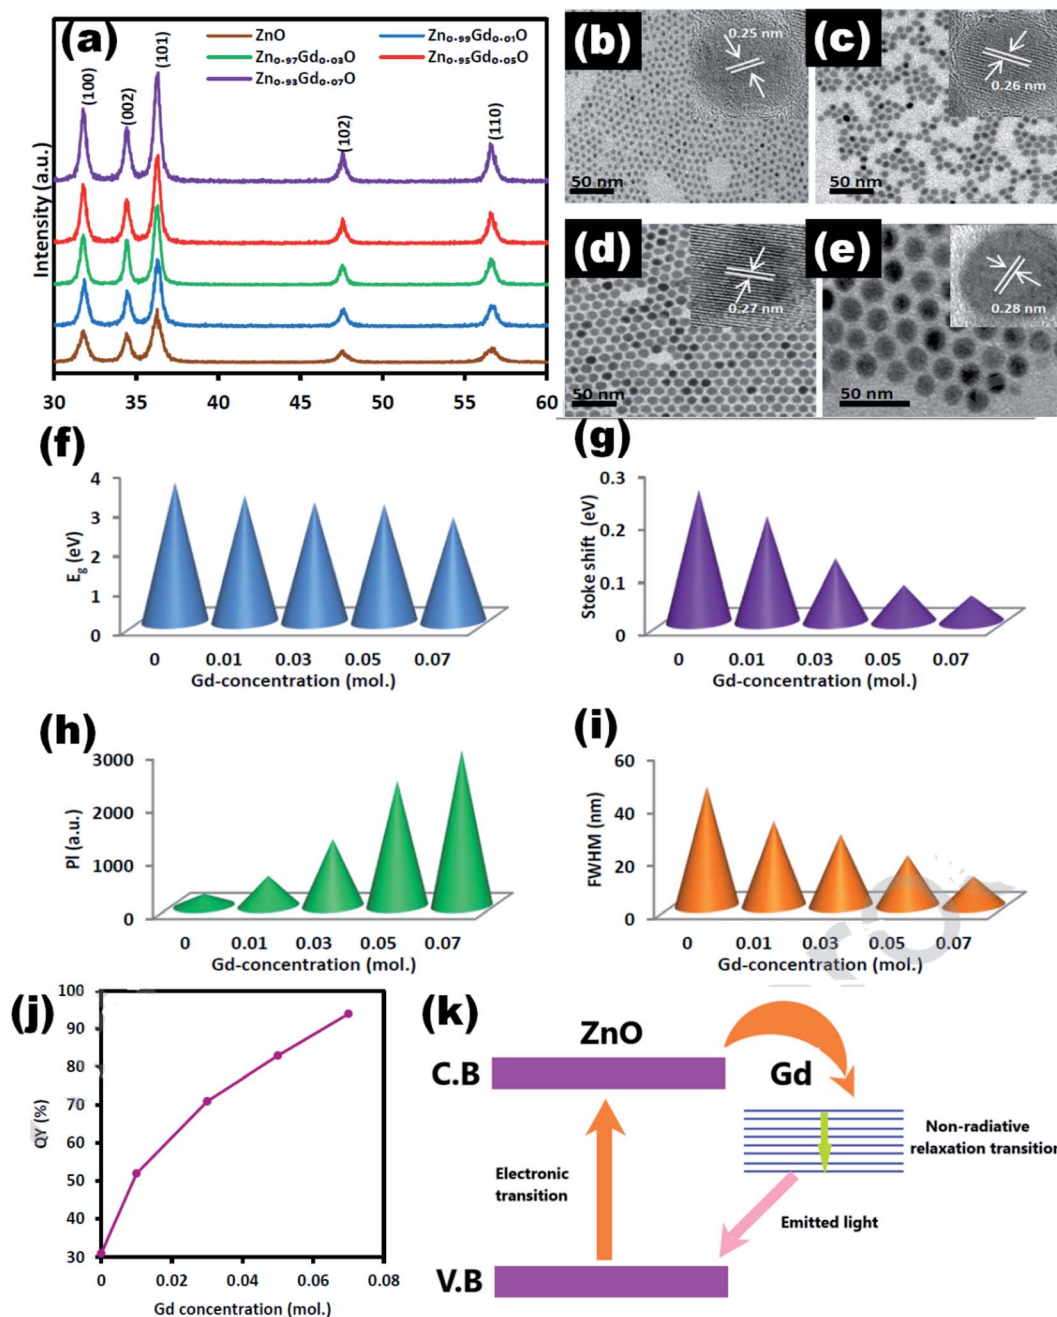 (a)
ZnO
Zn₀.₉₉Gd₀.₀₁O
Zn₀.₉₇Gd₀.₀₃O
Zn₀.₉₅Gd₀.₀₅O
Zn₀.₉₃Gd₀.₀₇O
(100)
(002)
(101)
(102)
(110)
Intensity (a.u.)
30 35 40 45 50 55 60
(b)
0.25 nm
50 nm
(c)
0.26 nm
50 nm
(d)
0.27 nm
50 nm
(e)
0.28 nm
50 nm
(f)
4
3
2
1
0
E_g (eV)
0 0.01 0.03 0.05 0.07
Gd-concentration (mol.)
(g)
0.3
0.2
0.1
0
Stoke shift (eV)
0 0.01 0.03 0.05 0.07
Gd-concentration (mol.)
(h)
3000
2000
1000
0
PI (a.u.)
0 0.01 0.03 0.05 0.07
Gd-concentration (mol.)
(i)
60
40
20
0
FWHM (nm)
0 0.01 0.03 0.05 0.07
Gd-concentration (mol.)
(j)
100
90
80
70
60
50
40
30
QY (%)
0 0.02 0.04 0.06 0.08
Gd concentration (mol.)
(k)
ZnO
C.B
Gd
Non-radiative
relaxation transition
Electronic
transition
Emitted light
V.B